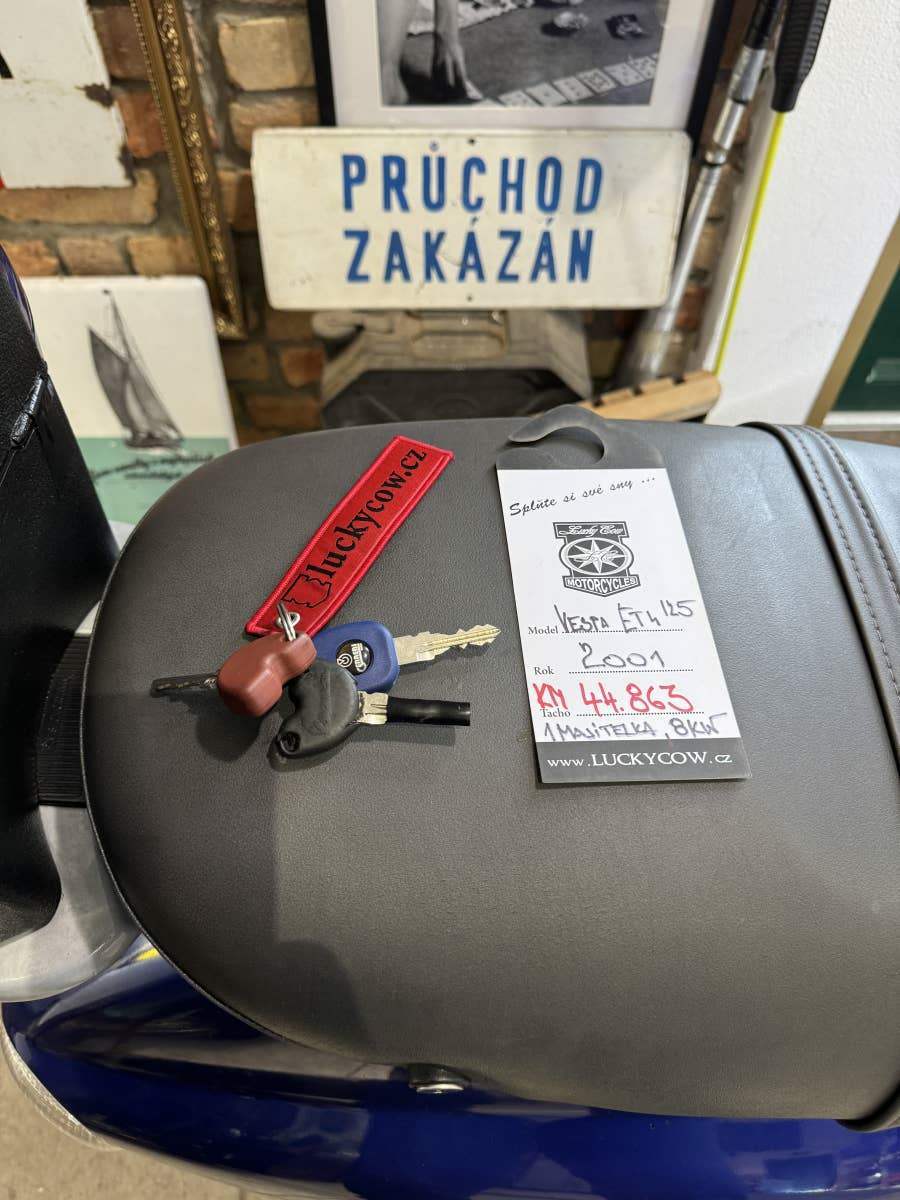 PRŮCHOD
ZAKÁZÁN
luckycow.cz
Splňte si své sny ...
Lucky Cow
MOTORCYCLES
Model VESPA ET4 125
Rok 2001
KM
Tacho 44.863
1 MAJITELKA, 8KW
www.LUCKYCOW.cz